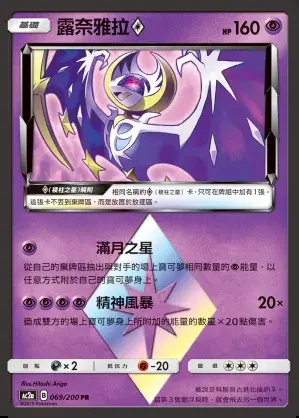 基礎 露奈雅拉◇ HP 160
◇(稜柱之星)規則 相同名稱的◇(稜柱之星)卡,只可在牌組中加有1張。
這張卡不丟到棄牌區,而是放置於放逐區。
滿月之星
從自己的棄牌區抽出與對手的場上寶可夢相同數量的超能量,以
任意方式附於自己的寶可夢身上。
精神風暴 20×
造成雙方的場上寶可夢身上所附加的能量的數量×20點傷害。
弱點 ×2 抵抗力 -20 撤退
Illus. Hitoshi Ariga
AC2a B 069/200 PR
©2019 Pokémon